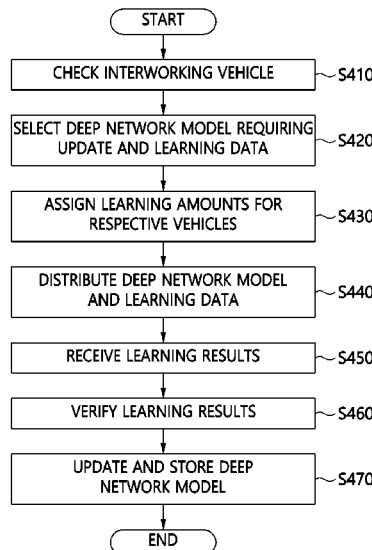 START
CHECK INTERWORKING VEHICLE
S410
SELECT DEEP NETWORK MODEL REQUIRING
UPDATE AND LEARNING DATA
S420
ASSIGN LEARNING AMOUNTS FOR
RESPECTIVE VEHICLES
S430
DISTRIBUTE DEEP NETWORK MODEL
AND LEARNING DATA
S440
RECEIVE LEARNING RESULTS
S450
VERIFY LEARNING RESULTS
S460
UPDATE AND STORE DEEP
NETWORK MODEL
S470
END